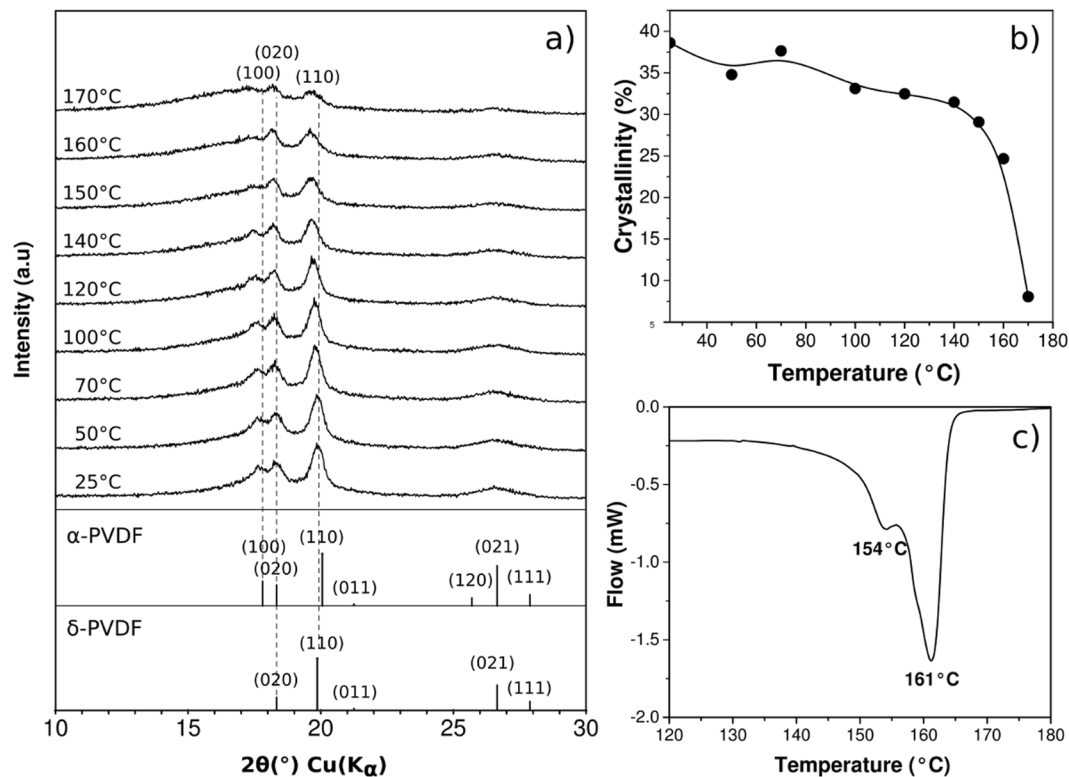 a)
(020)
(100)
(110)
170°C
160°C
150°C
140°C
120°C
100°C
70°C
50°C
25°C
Intensity (a.u)
α-PVDF
(100)
(020)
(110)
(011)
(120)
(021)
(111)
δ-PVDF
(020)
(110)
(011)
(021)
(111)
10 15 20 25 30
2θ(°) Cu(Kα)
b)
40
35
30
25
20
15
10
5
Crystallinity (%)
40 60 80 100 120 140 160 180
Temperature (°C)
c)
0.0
-0.5
-1.0
-1.5
-2.0
Flow (mW)
154°C
161°C
120 130 140 150 160 170 180
Temperature (°C)